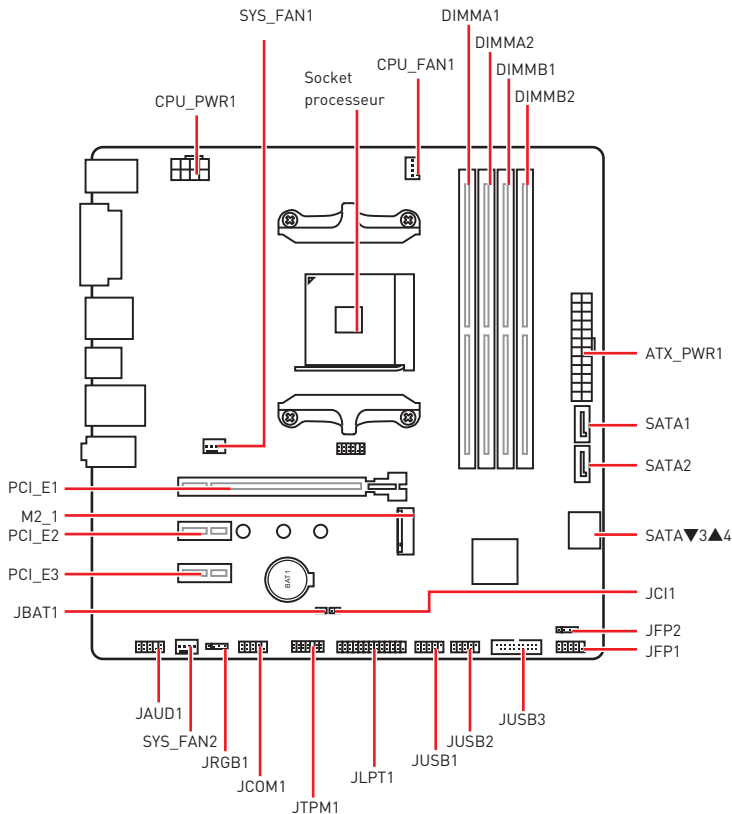 SYS_FAN1
DIMMA1
DIMMA2
CPU_FAN1
DIMMB1
Socket
processeur
DIMMB2
CPU_PWR1
ATX_PWR1
SATA1
SATA2
PCI_E1
M2_1
PCI_E2
SATA▼3▲4
PCI_E3
BAT1
JCI1
JBAT1
JFP2
JFP1
JAUD1
SYS_FAN2
JRGB1
JCOM1
JTPM1
JLPT1
JUSB1
JUSB2
JUSB3